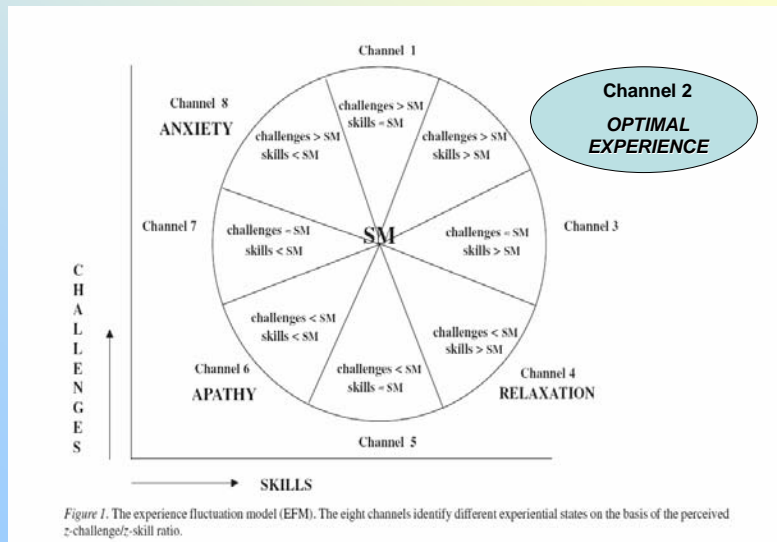 Channel 1
Channel 2
OPTIMAL
EXPERIENCE
Channel 8
ANXIETY
challenges > SM
skills = SM
challenges > SM
skills < SM
challenges > SM
skills > SM
Channel 7
challenges = SM
skills < SM
SM
challenges = SM
skills > SM
Channel 3
challenges < SM
skills < SM
challenges < SM
skills > SM
Channel 6
APATHY
challenges < SM
skills = SM
Channel 4
RELAXATION
Channel 5
CHALLENGES
SKILLS
Figure 1. The experience fluctuation model (EFM). The eight channels identify different experiential states on the basis of the perceived
z-challenge/z-skill ratio.